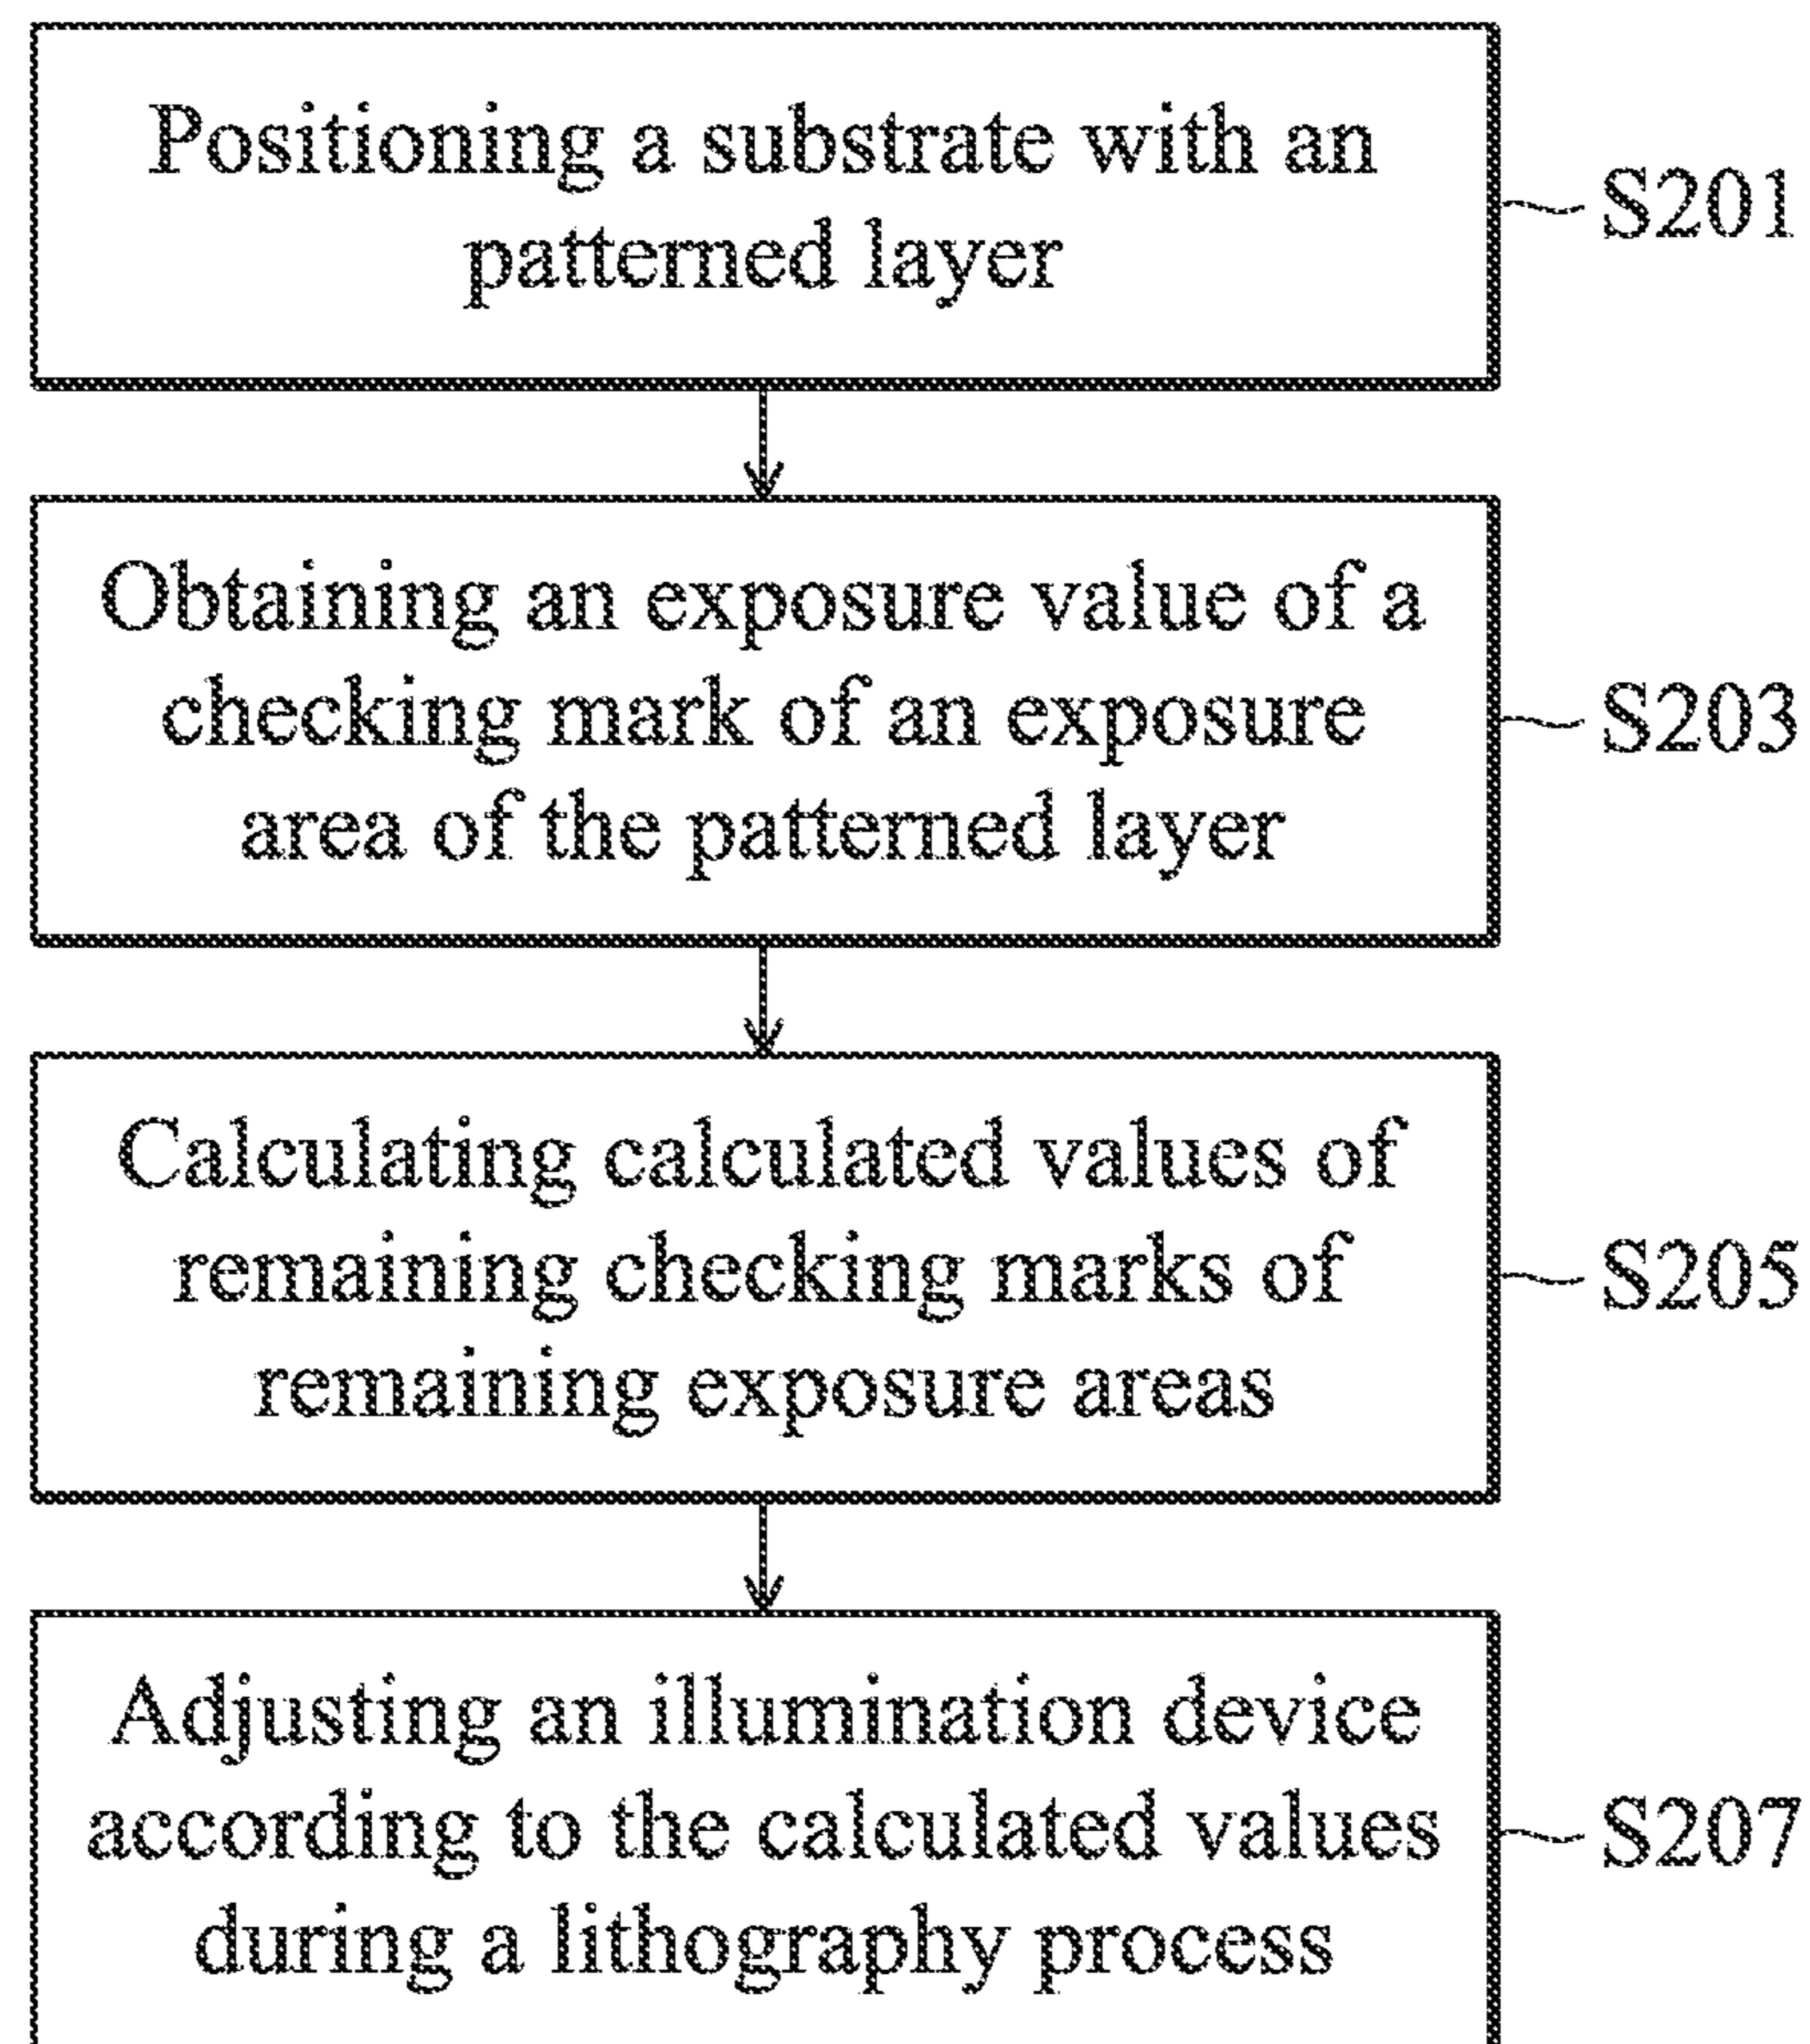 Positioning a substrate with an
patterned layer
S201
Obtaining an exposure value of a
checking mark of an exposure
area of the patterned layer
S203
Calculating calculated values of
remaining checking marks of
remaining exposure areas
S205
Adjusting an illumination device
according to the calculated values
during a lithography process
S207